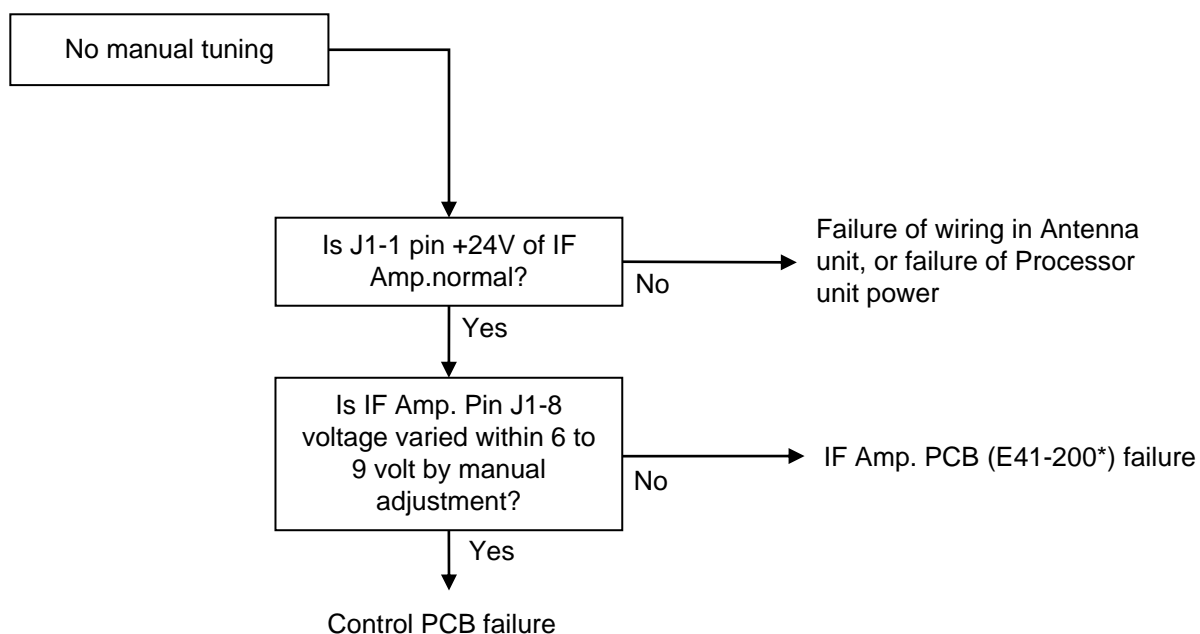 No manual tuning
Is J1-1 pin +24V of IF
Amp.normal?
No
Failure of wiring in Antenna
unit, or failure of Processor
unit power
Yes
Is IF Amp. Pin J1-8
voltage varied within 6 to
9 volt by manual
adjustment?
No
IF Amp. PCB (E41-200*) failure
Yes
Control PCB failure